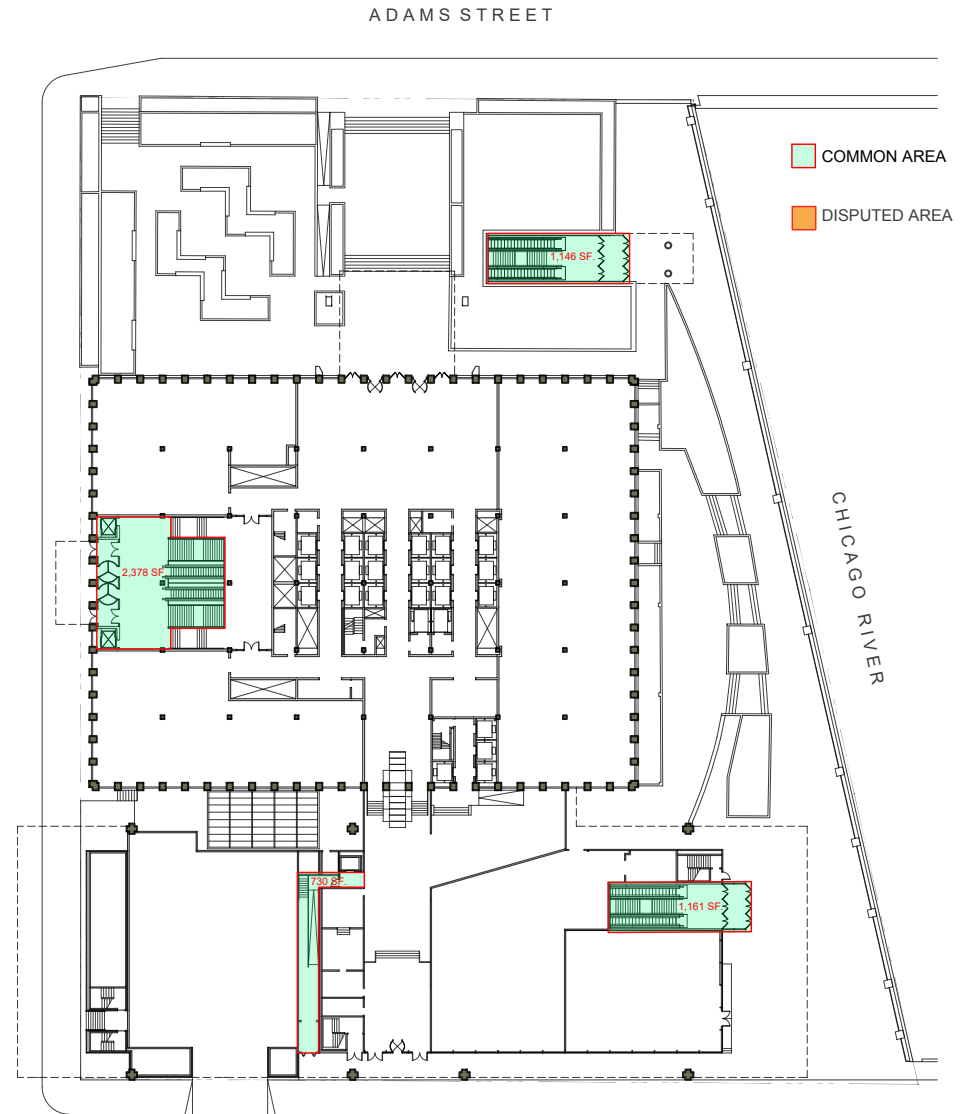 ADAMS STREET
COMMON AREA
DISPUTED AREA
1,146 SF.
CHICAGO RIVER
2,378 SF
730 SF.
1,161 SF